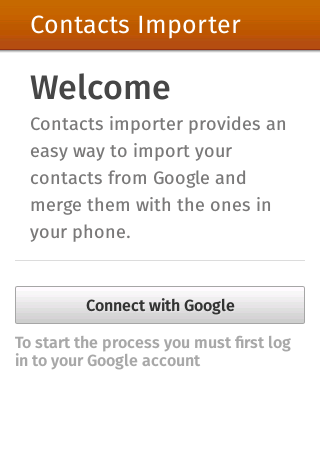 Contacts Importer
Welcome
Contacts importer provides an
easy way to import your
contacts from Google and
merge them with the ones in
your phone.
Connect with Google
To start the process you must first log
in to your Google account